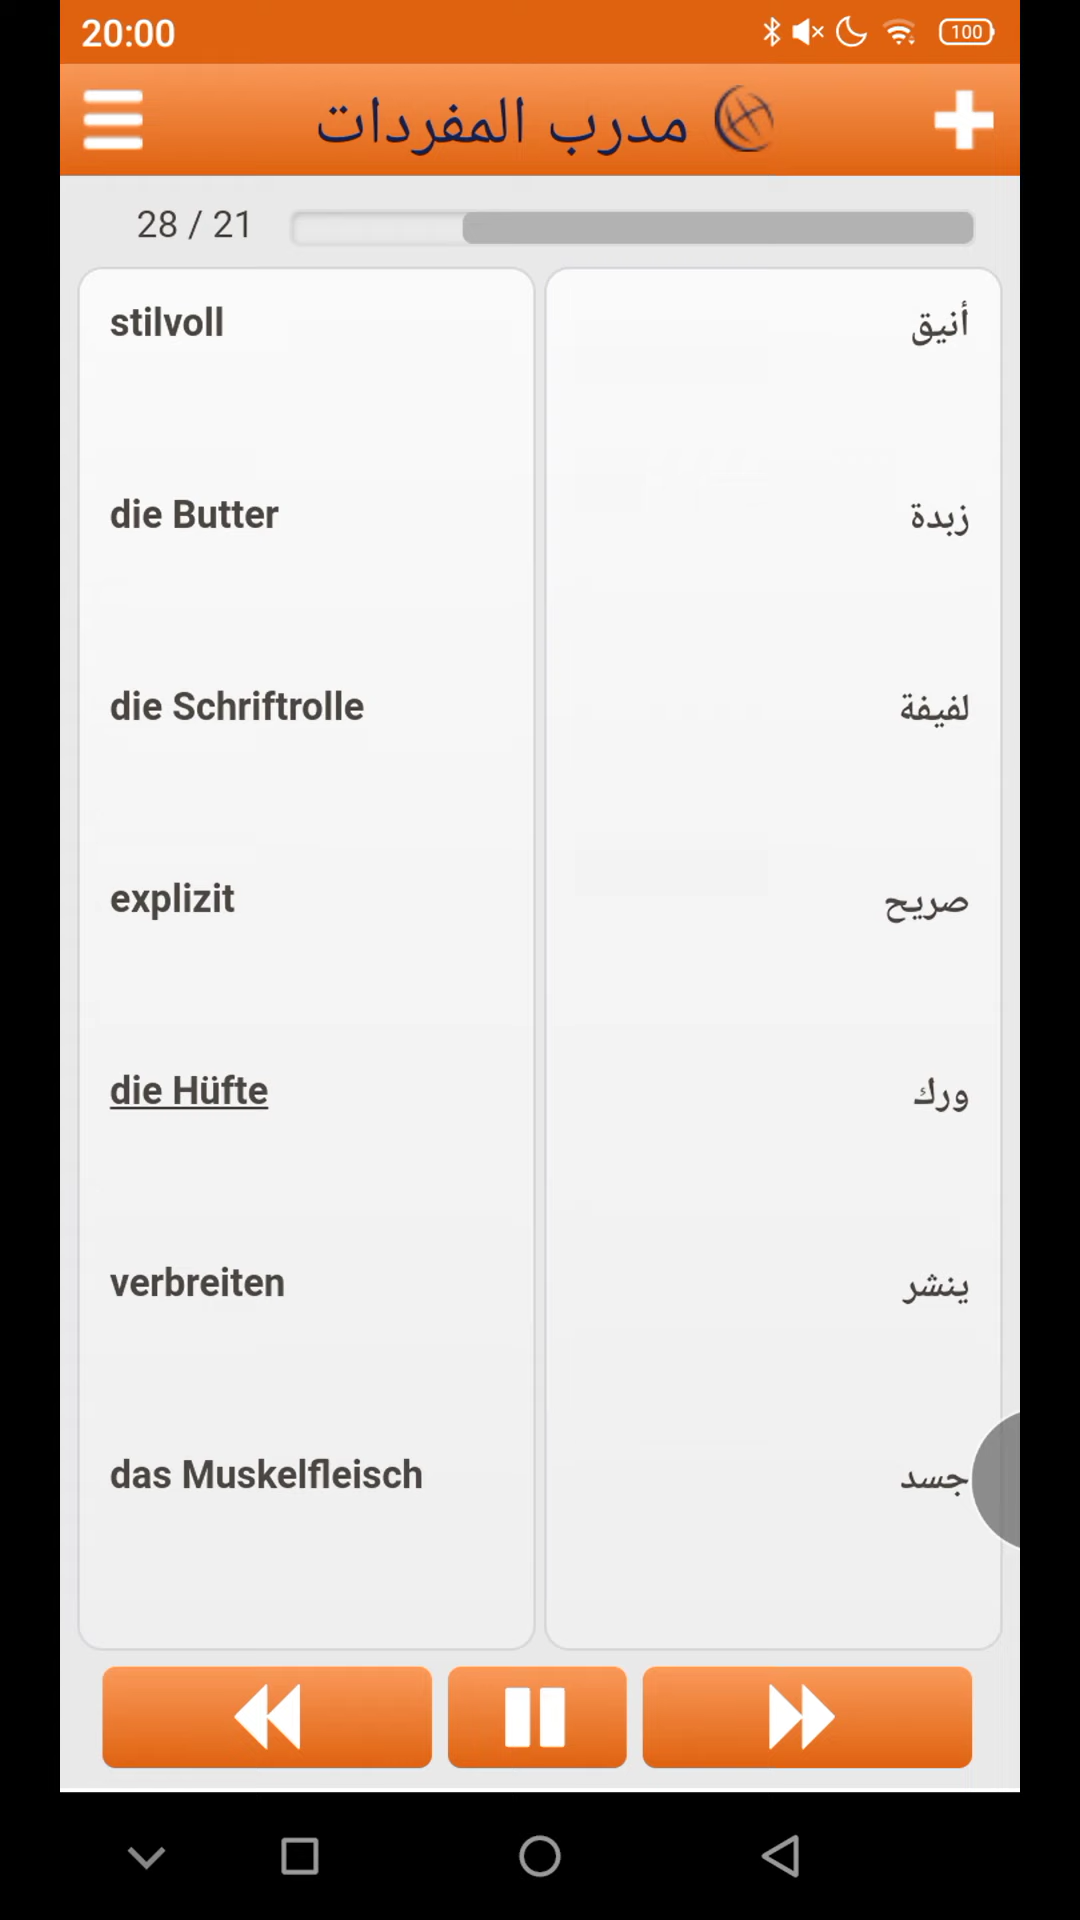 20:00
100
مدرب المفردات
28 / 21
stilvoll
أنيق
die Butter
زبدة
die Schriftrolle
لفيفة
explizit
صريح
die Hüfte
ورك
verbreiten
ينشر
das Muskelfleisch
جسد